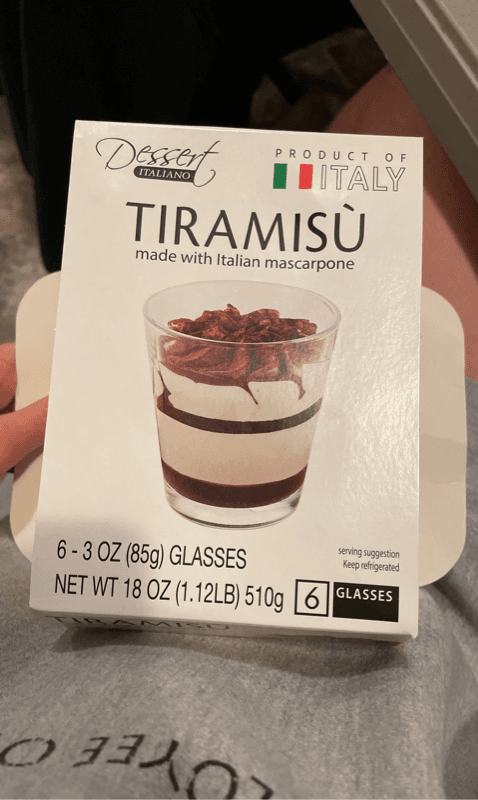 Dessert
ITALIANO
PRODUCT OF
ITALY
TIRAMISÙ
made with Italian mascarpone
6 - 3 OZ (85g) GLASSES
NET WT 18 OZ (1.12LB) 510g
serving suggestion
Keep refrigerated
6 GLASSES
TIRAMISÙ